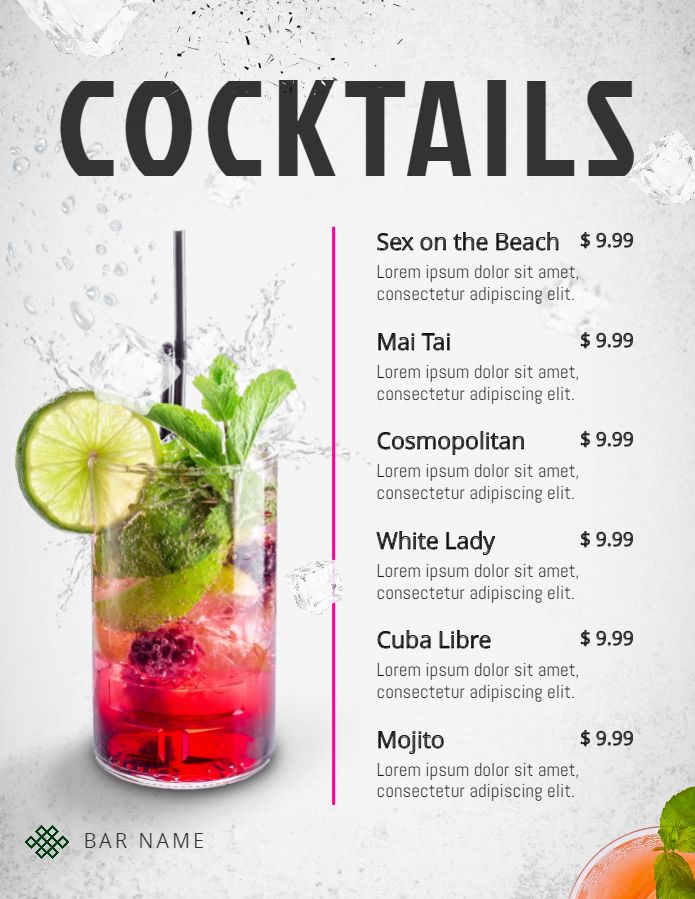 COCKTAILS
Sex on the Beach $ 9.99
Lorem ipsum dolor sit amet,
consectetur adipiscing elit.
Mai Tai $ 9.99
Lorem ipsum dolor sit amet,
consectetur adipiscing elit.
Cosmopolitan $ 9.99
Lorem ipsum dolor sit amet,
consectetur adipiscing elit.
White Lady $ 9.99
Lorem ipsum dolor sit amet,
consectetur adipiscing elit.
Cuba Libre $ 9.99
Lorem ipsum dolor sit amet,
consectetur adipiscing elit.
Mojito $ 9.99
Lorem ipsum dolor sit amet,
consectetur adipiscing elit.
BAR NAME